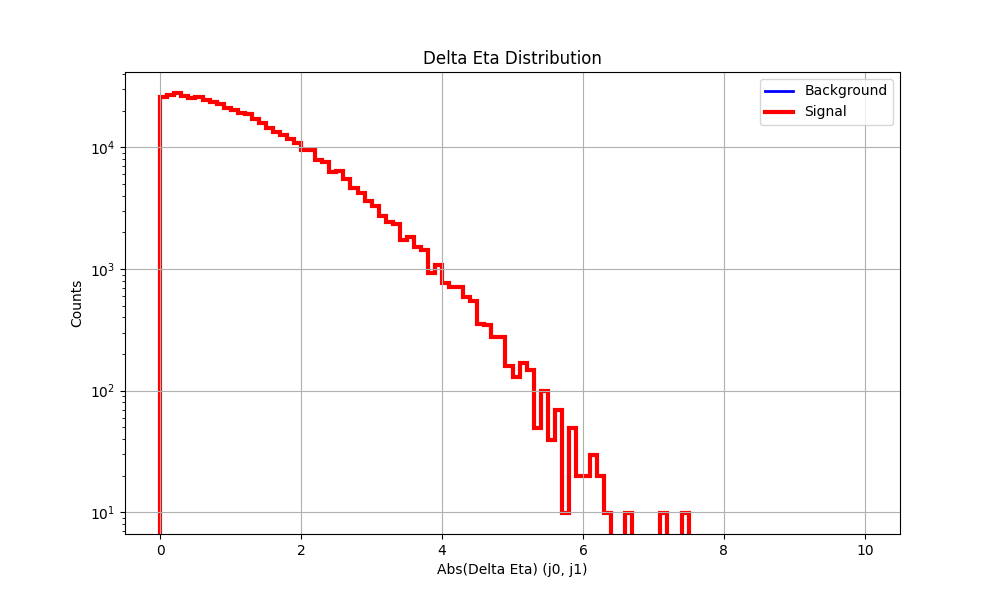 Delta Eta Distribution
Background
Signal
Counts
10⁴
10³
10²
10¹
0 2 4 6 8 10
Abs(Delta Eta) (j0, j1)